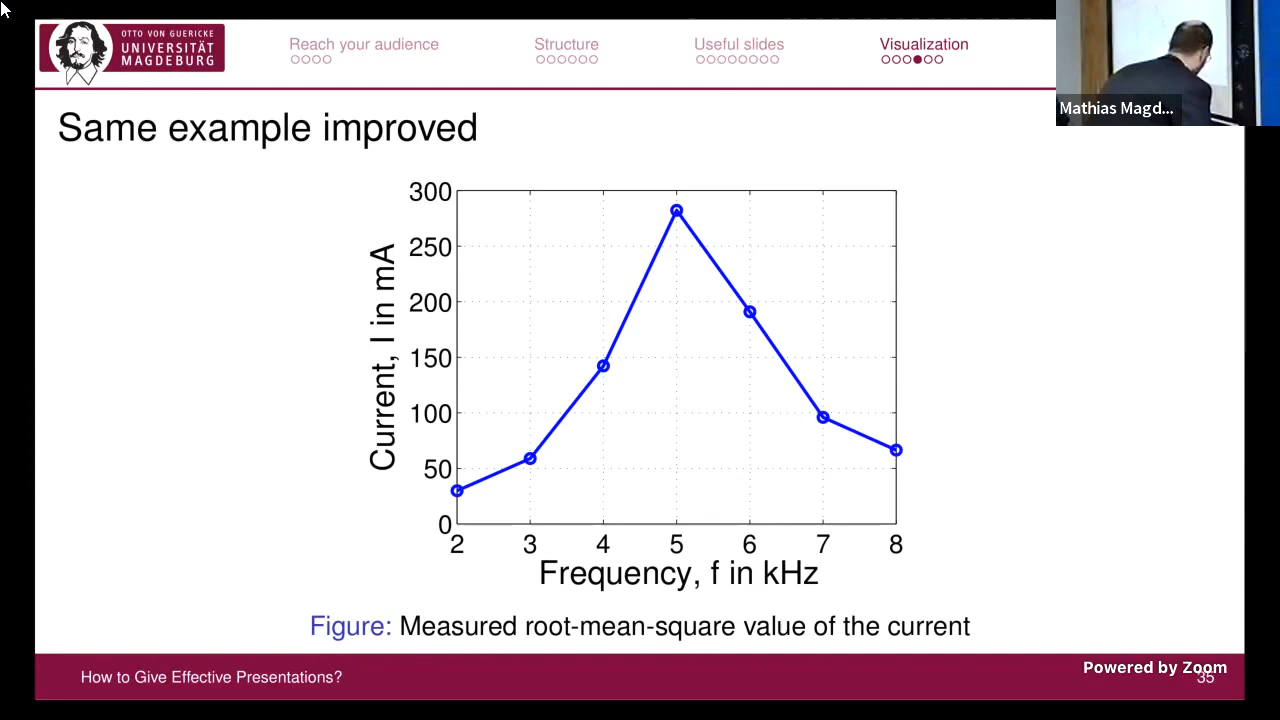 OTTO VON GUERICKE
UNIVERSITÄT
MAGDEBURG
Reach your audience
Structure
Useful slides
Visualization
Mathias Magd...
Same example improved
300
250
200
150
100
50
0
Current, I in mA
2 3 4 5 6 7 8
Frequency, f in kHz
Figure: Measured root-mean-square value of the current
How to Give Effective Presentations?
Powered by Zoom
35